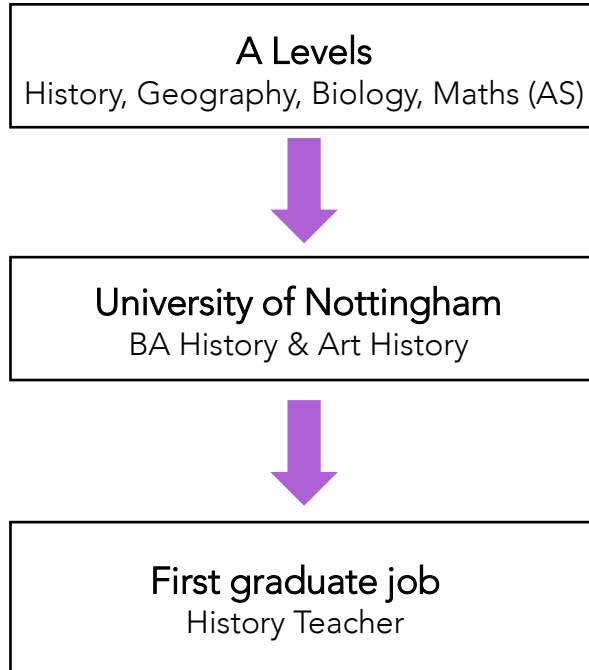 A Levels
History, Geography, Biology, Maths (AS)
University of Nottingham
BA History & Art History
First graduate job
History Teacher